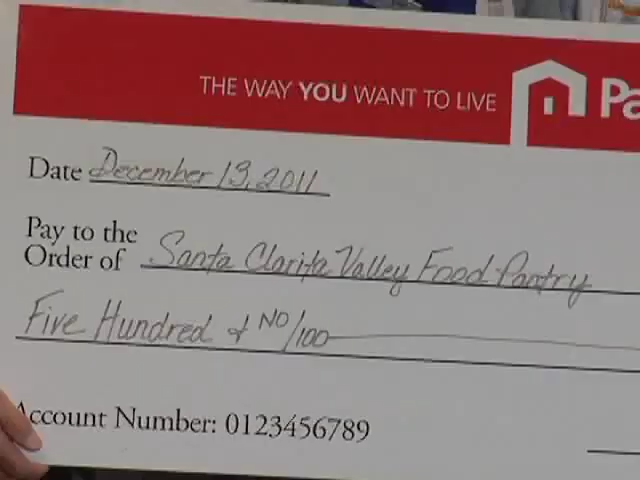 THE WAY YOU WANT TO LIVE Pa
Date December 13, 2011
Pay to the
Order of Santa Clarita Valley Food Pantry
Five Hundred & NO/100
Account Number: 0123456789